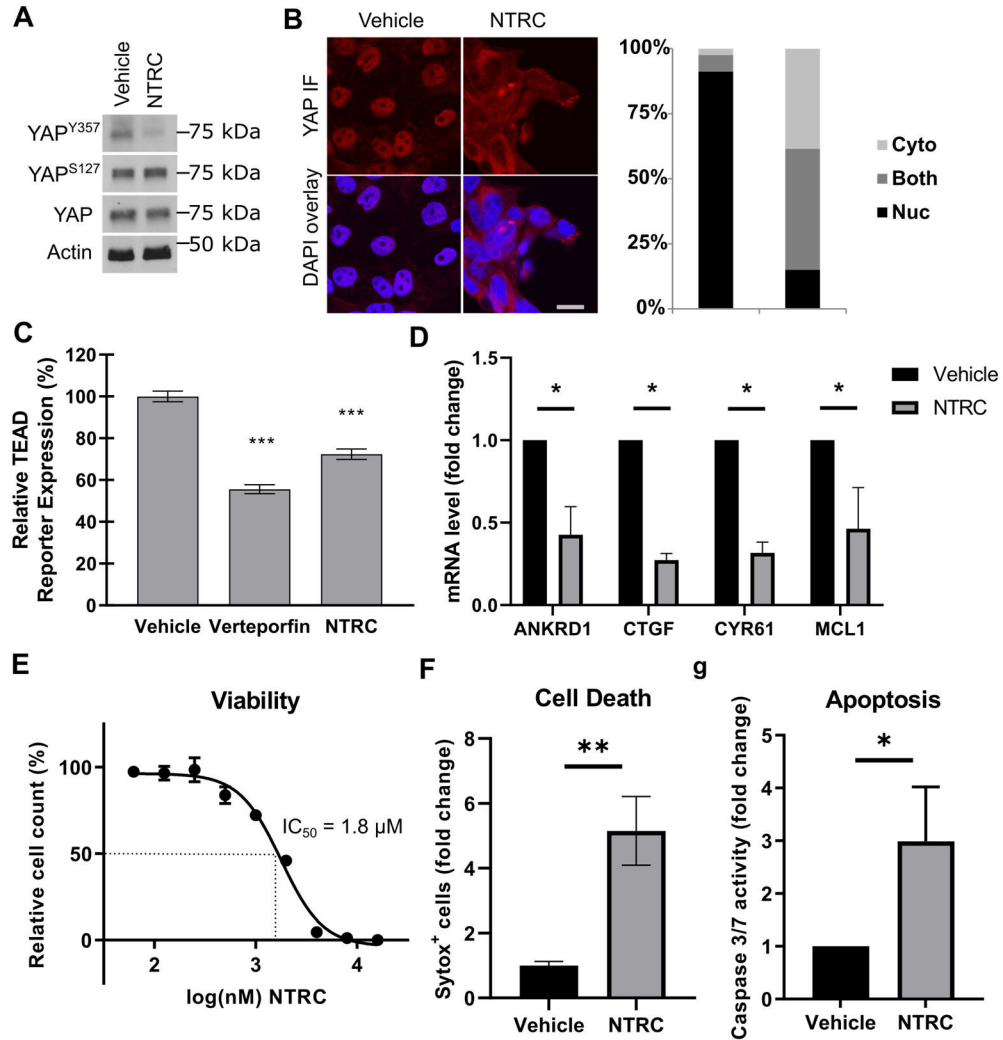 A
Vehicle
NTRC
YAP^Y357
75 kDa
YAP^S127
75 kDa
YAP
75 kDa
Actin
50 kDa
B
Vehicle
NTRC
YAP IF
DAPI overlay
100%
75%
50%
25%
0%
Cyto
Both
Nuc
C
Relative TEAD
Reporter Expression (%)
120
100
80
60
40
20
0
***
***
Vehicle
Verteporfin
NTRC
D
mRNA level (fold change)
1.5
1.0
0.5
0.0
*
*
*
*
ANKRD1
CTGF
CYR61
MCL1
Vehicle
NTRC
E
Viability
Relative cell count (%)
100
50
0
IC50 = 1.8 µM
2
3
4
log(nM) NTRC
F
Cell Death
Sytox+ cells (fold change)
8
6
4
2
0
**
Vehicle
NTRC
g
Apoptosis
Caspase 3/7 activity (fold change)
5
4
3
2
1
0
*
Vehicle
NTRC